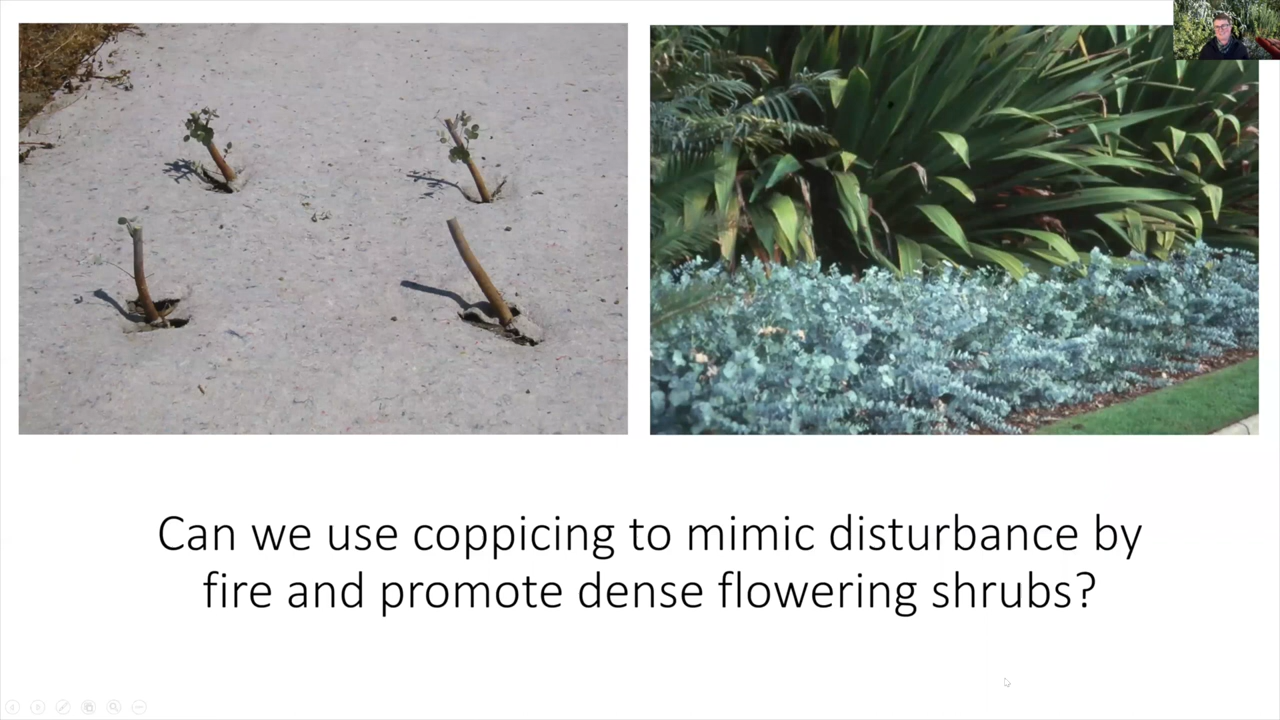 Can we use coppicing to mimic disturbance by
fire and promote dense flowering shrubs?